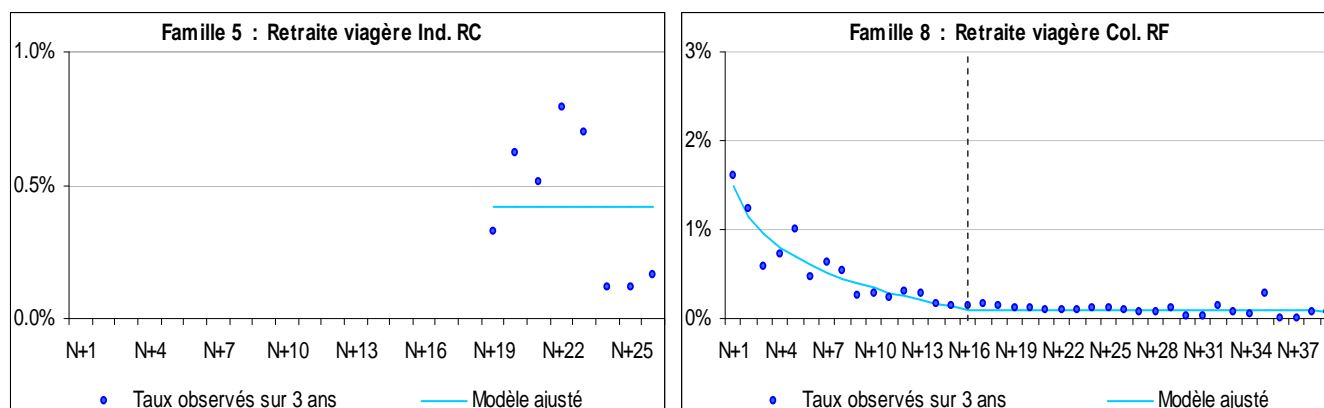 Famille 5 : Retraite viagère Ind. RC
1.0%
0.5%
0.0%
N+1 N+4 N+7 N+10 N+13 N+16 N+19 N+22 N+25
Taux observés sur 3 ans Modèle ajusté
Famille 8 : Retraite viagère Col. RF
3%
2%
1%
0%
N+1 N+4 N+7 N+10 N+13 N+16 N+19 N+22 N+25 N+28 N+31 N+34 N+37
Taux observés sur 3 ans Modèle ajusté